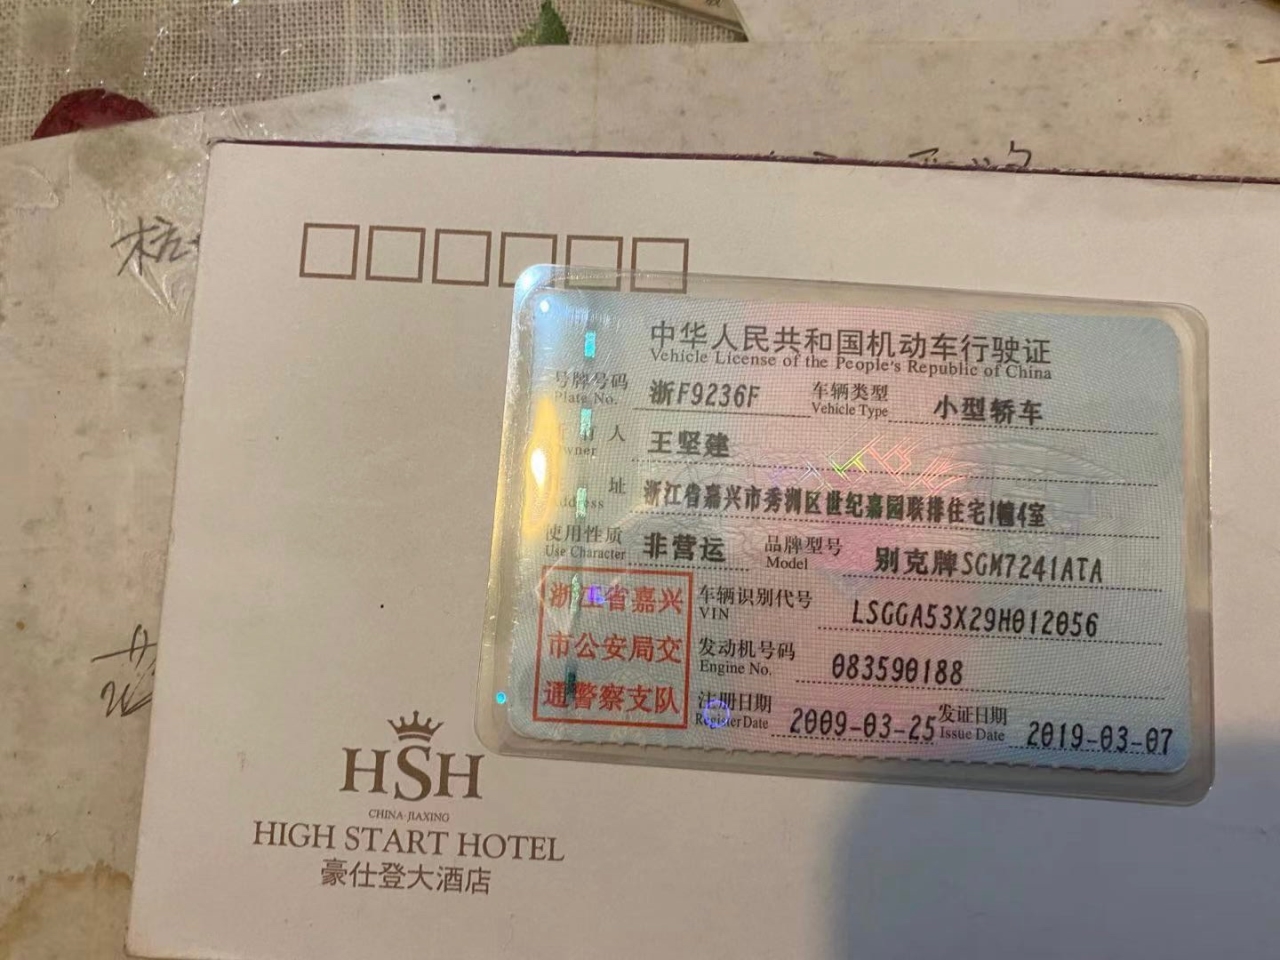 杭
中华人民共和国机动车行驶证
Vehicle License of the People's Republic of China
号牌号码 浙F9236F 车辆类型 小型轿车
Plate No. Vehicle Type
人 王坚建
Owner
址 浙江省嘉兴市秀洲区世纪嘉园联排住宅1幢4室
Address
使用性质 非营运 品牌型号 别克牌SGM7241ATA
Use Character Model
浙江省嘉兴
市公安局交
通警察支队
车辆识别代号 LSGGA53X29H012056
VIN
发动机号码 083590188
Engine No.
注册日期 2009-03-25 发证日期 2019-03-07
Register Date Issue Date
HSH
CHINA·JIAXING
HIGH START HOTEL
豪仕登大酒店